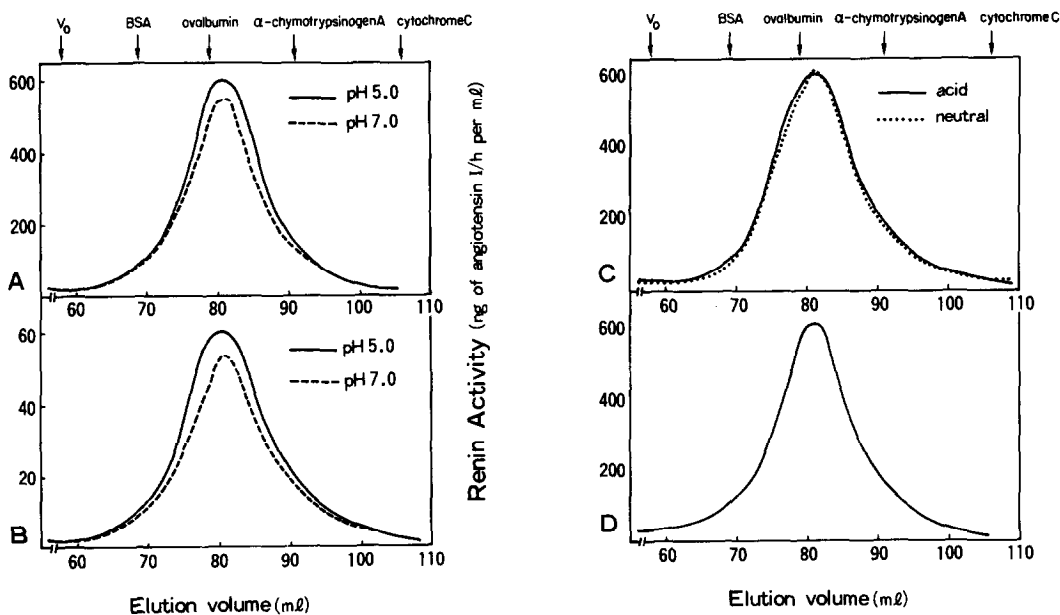 V₀ BSA ovalbumin α-chymotrypsinogenA cytochromeC
600
400
200
pH 5.0
pH 7.0
A
60 70 80 90 100 110
60
40
20
pH 5.0
pH 7.0
B
60 70 80 90 100 110
Elution volume (mℓ)
Renin Activity (ng of angiotensin I/h per mℓ)
V₀ BSA ovalbumin α-chymotrypsinogenA cytochromeC
600
400
200
acid
neutral
C
60 70 80 90 100 110
600
400
200
D
60 70 80 90 100 110
Elution volume (mℓ)